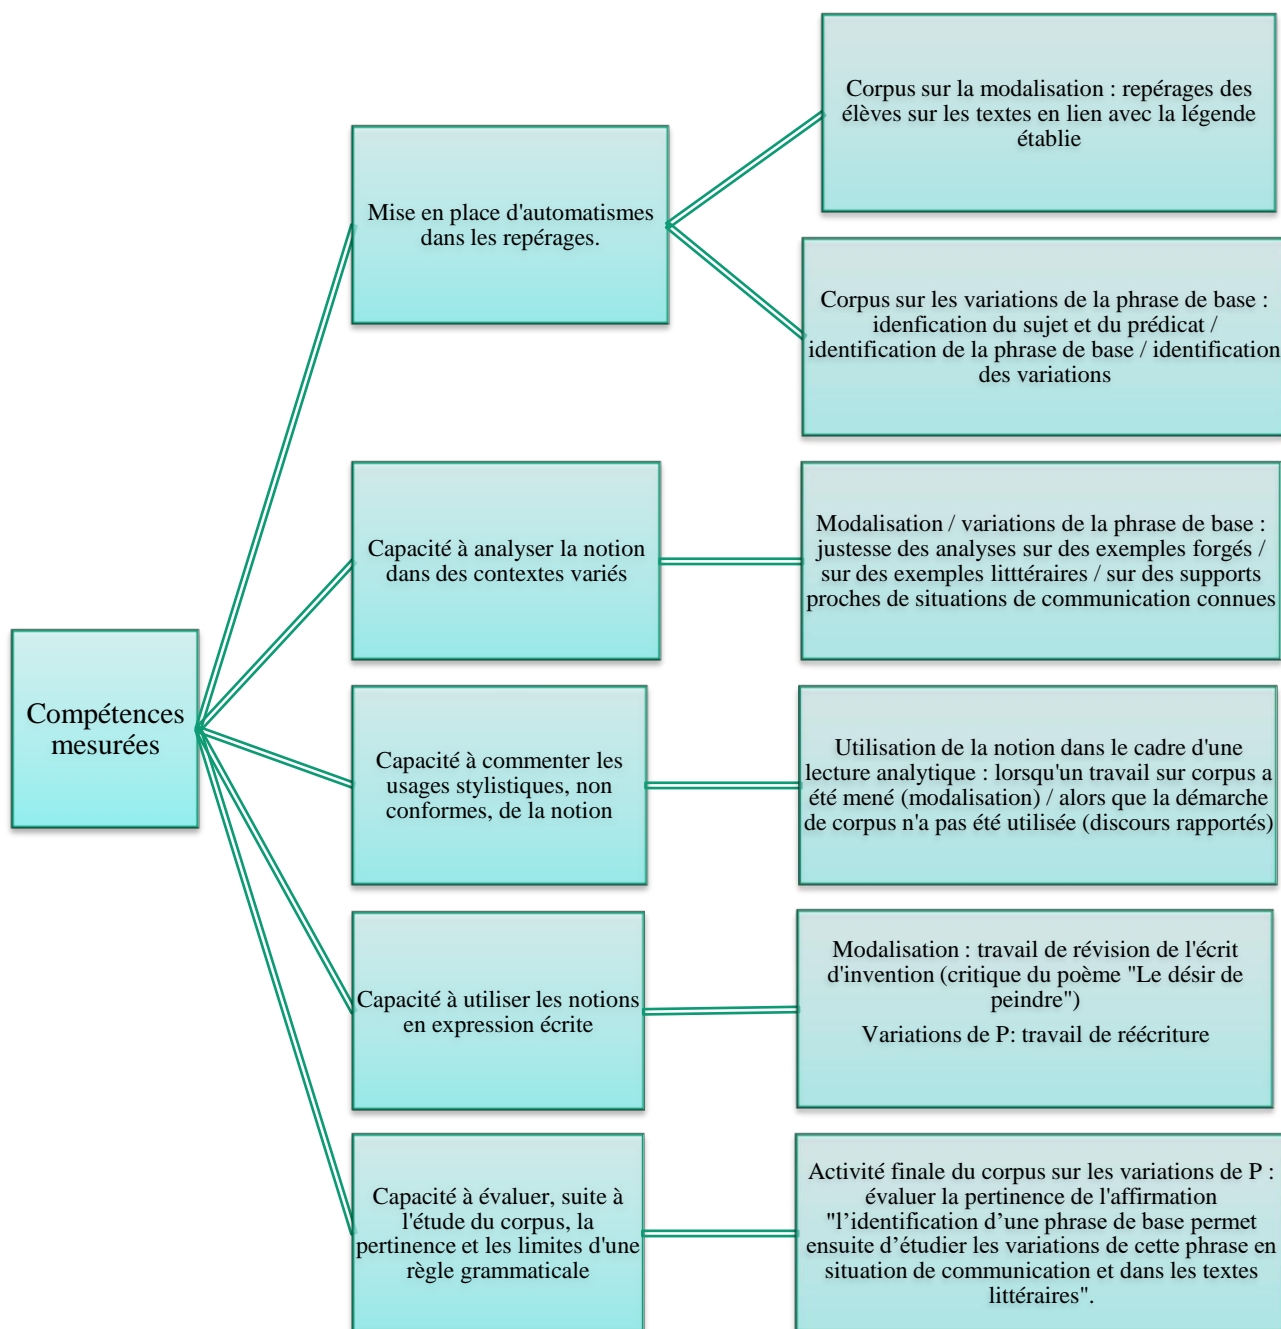 Compétences
mesurées
Mise en place d'automatismes
dans les repérages.
Corpus sur la modalisation : repérages des
élèves sur les textes en lien avec la légende
établie
Corpus sur les variations de la phrase de base :
idenfication du sujet et du prédicat /
identification de la phrase de base / identification
des variations
Capacité à analyser la notion
dans des contextes variés
Modalisation / variations de la phrase de base :
justesse des analyses sur des exemples forgés /
sur des exemples litttéraires / sur des supports
proches de situations de communication connues
Capacité à commenter les
usages stylistiques, non
conformes, de la notion
Utilisation de la notion dans le cadre d'une
lecture analytique : lorsqu'un travail sur corpus a
été mené (modalisation) / alors que la démarche
de corpus n'a pas été utilisée (discours rapportés)
Capacité à utiliser les notions
en expression écrite
Modalisation : travail de révision de l'écrit
d'invention (critique du poème "Le désir de
peindre")
Variations de P: travail de réécriture
Capacité à évaluer, suite à
l'étude du corpus, la
pertinence et les limites d'une
règle grammaticale
Activité finale du corpus sur les variations de P :
évaluer la pertinence de l'affirmation
"l’identification d’une phrase de base permet
ensuite d’étudier les variations de cette phrase en
situation de communication et dans les textes
littéraires".